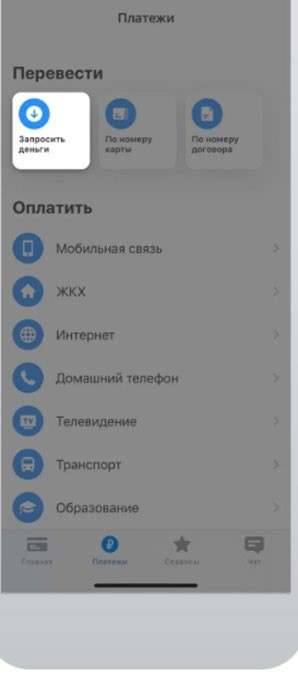 Платежи
Перевести
Запросить
деньги
По номеру
карты
По номеру
договора
Оплатить
Мобильная связь
ЖКХ
Интернет
Домашний телефон
TV
Телевидение
Транспорт
Образование
Главная
Платежи
Сервисы
Чат